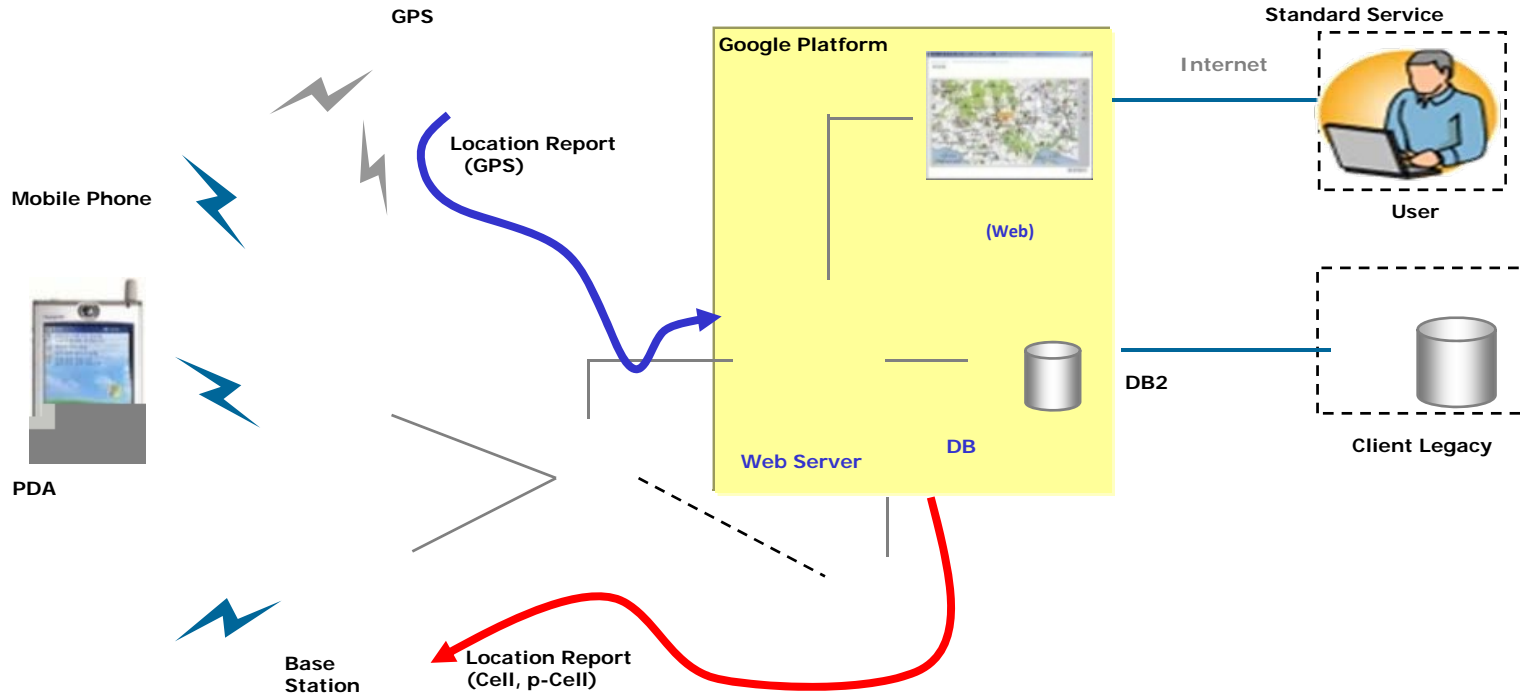 GPS
Standard Service
Google Platform
Internet
Location Report
(GPS)
Mobile Phone
User
(Web)
DB2
Client Legacy
DB
Web Server
PDA
Base
Station
Location Report
(Cell, p-Cell)